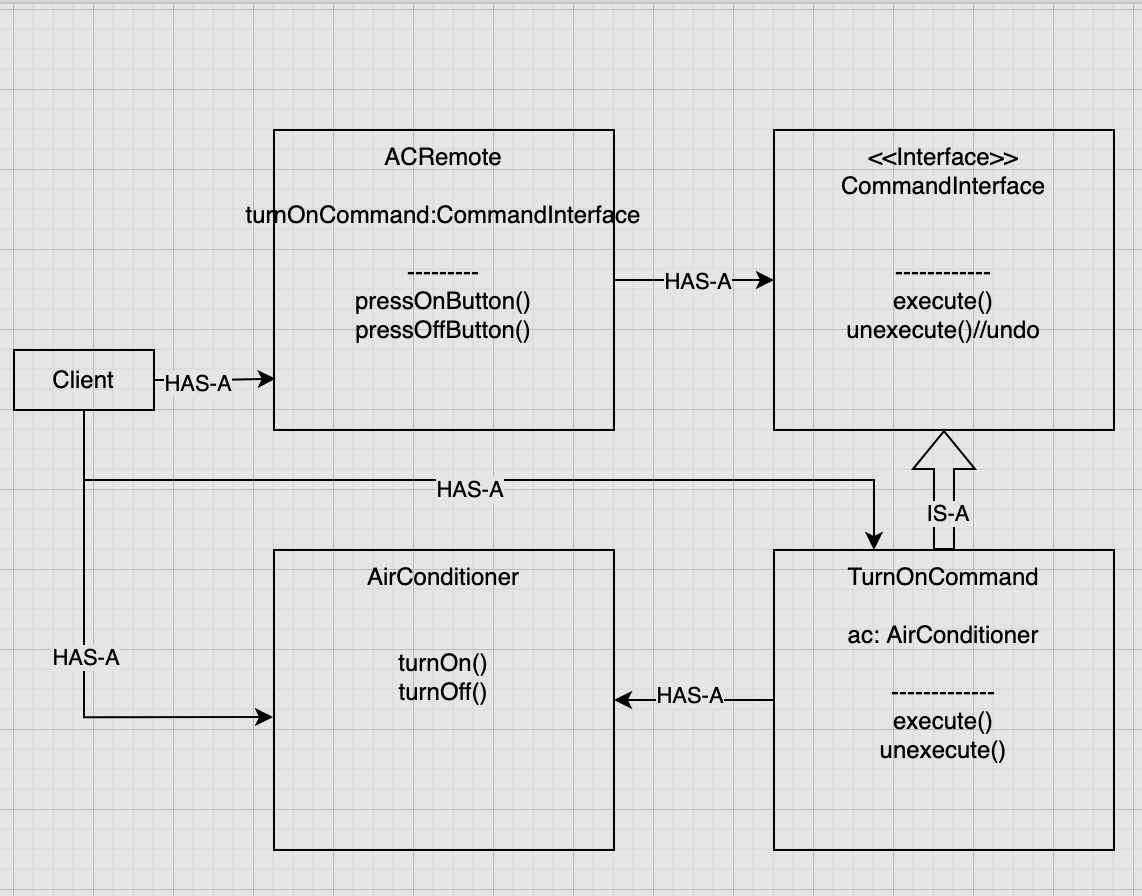 ACRemote
turnOnCommand:CommandInterface
---------
pressOnButton()
pressOffButton()
HAS-A
<<Interface>>
CommandInterface
------------
execute()
unexecute()//undo
Client
HAS-A
HAS-A
IS-A
HAS-A
AirConditioner
turnOn()
turnOff()
HAS-A
TurnOnCommand
ac: AirConditioner
-------------
execute()
unexecute()